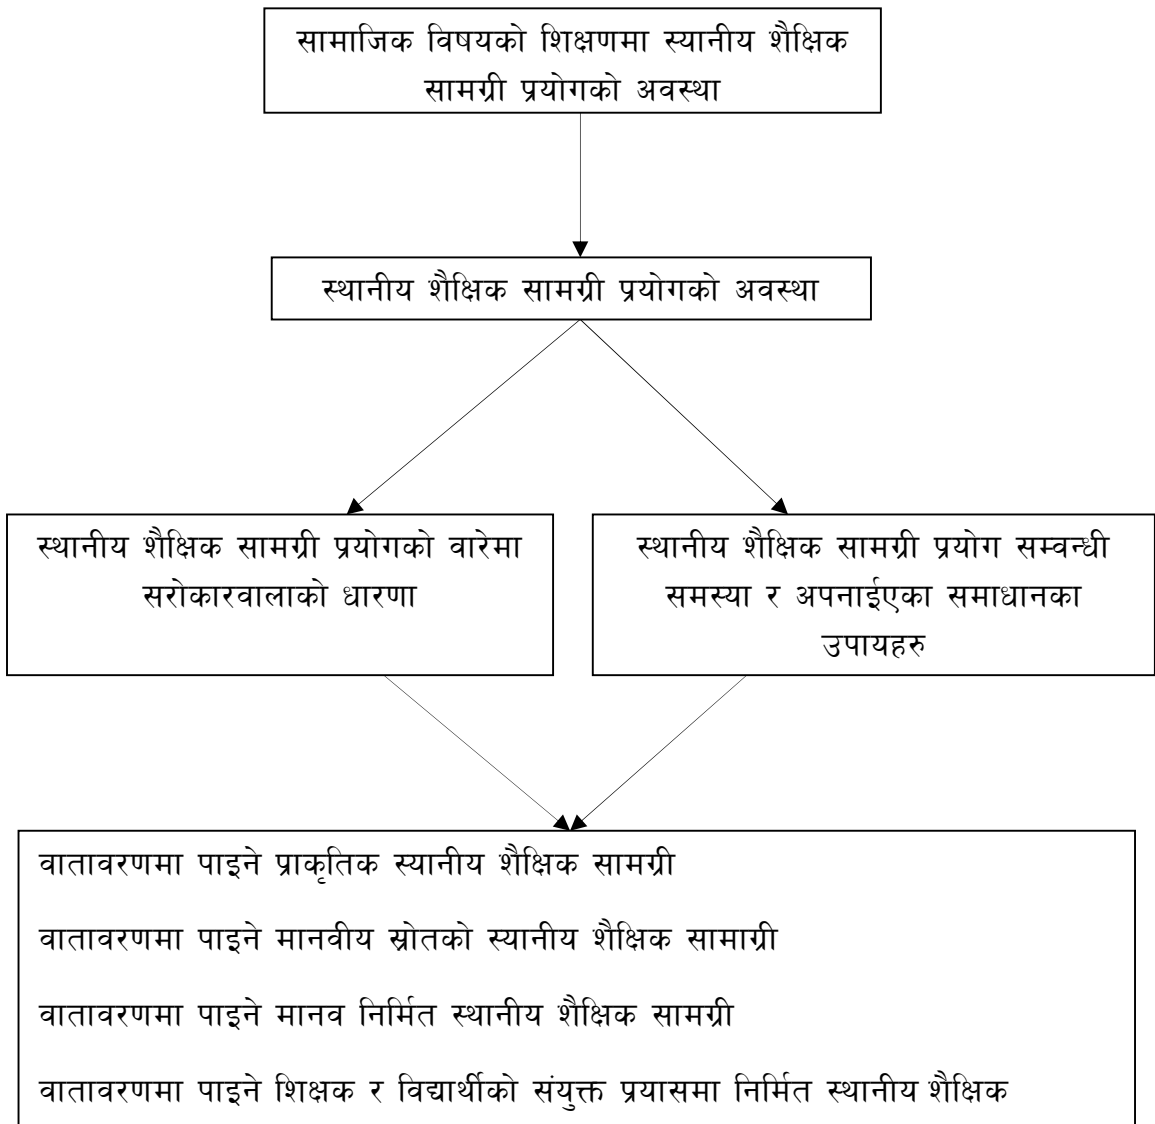 सामाजिक विषयको शिक्षणमा स्यानीय शैक्षिक
सामग्री प्रयोगको अवस्था
स्थानीय शैक्षिक सामग्री प्रयोगको अवस्था
स्थानीय शैक्षिक सामग्री प्रयोगको वारेमा
सरोकारवालाको धारणा
स्थानीय शैक्षिक सामग्री प्रयोग सम्वन्धी
समस्या र अपनाईएका समाधानका
उपायहरु
वातावरणमा पाइने प्राकृतिक स्यानीय शैक्षिक सामग्री
वातावरणमा पाइने मानवीय स्रोतको स्यानीय शैक्षिक सामाग्री
वातावरणमा पाइने मानव निर्मित स्थानीय शैक्षिक सामग्री
वातावरणमा पाइने शिक्षक र विद्यार्थीको संयुक्त प्रयासमा निर्मित स्थानीय शैक्षिक